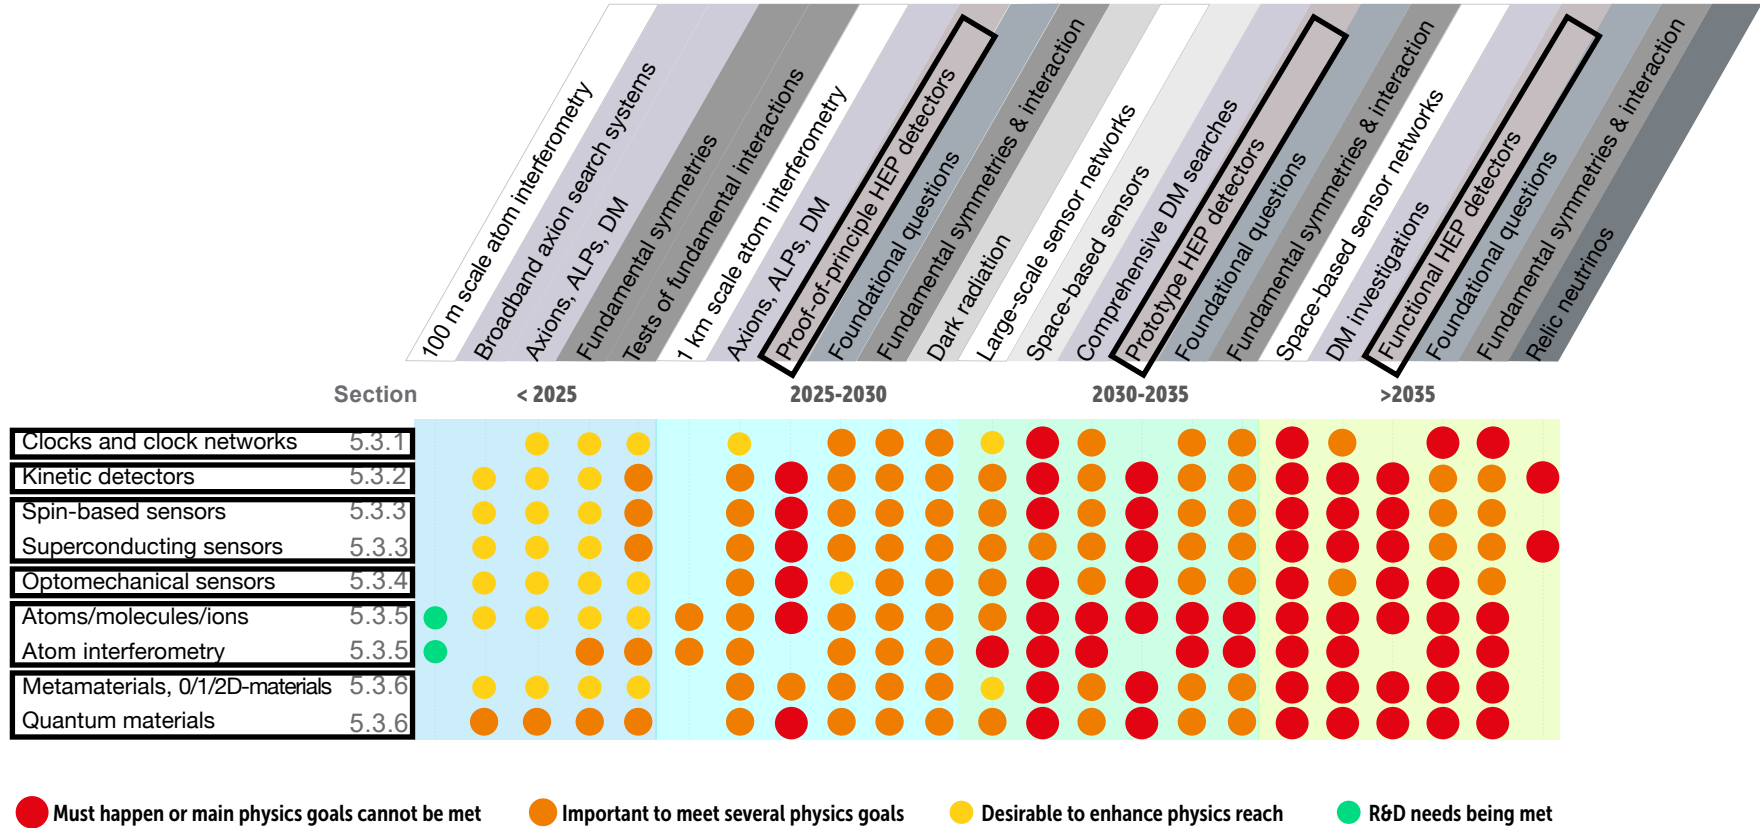 100 m scale atom interferometry
Broadband axion search systems
Axions, ALPs, DM
Fundamental symmetries
Tests of fundamental interactions
1 km scale atom interferometry
Axions, ALPs, DM
Proof-of-principle HEP detectors
Foundational questions
Fundamental symmetries & interaction
Dark radiation
Large-scale sensor networks
Space-based sensors
Comprehensive DM searches
Prototype HEP detectors
Foundational questions
Fundamental symmetries & interaction
Space-based sensor networks
DM investigations
Functional HEP detectors
Foundational questions
Fundamental symmetries & interaction
Relic neutrinos
Section < 2025 2025-2030 2030-2035 >2035
Clocks and clock networks 5.3.1
Kinetic detectors 5.3.2
Spin-based sensors 5.3.3
Superconducting sensors 5.3.3
Optomechanical sensors 5.3.4
Atoms/molecules/ions 5.3.5
Atom interferometry 5.3.5
Metamaterials, 0/1/2D-materials 5.3.6
Quantum materials 5.3.6
Must happen or main physics goals cannot be met Important to meet several physics goals Desirable to enhance physics reach R&D needs being met